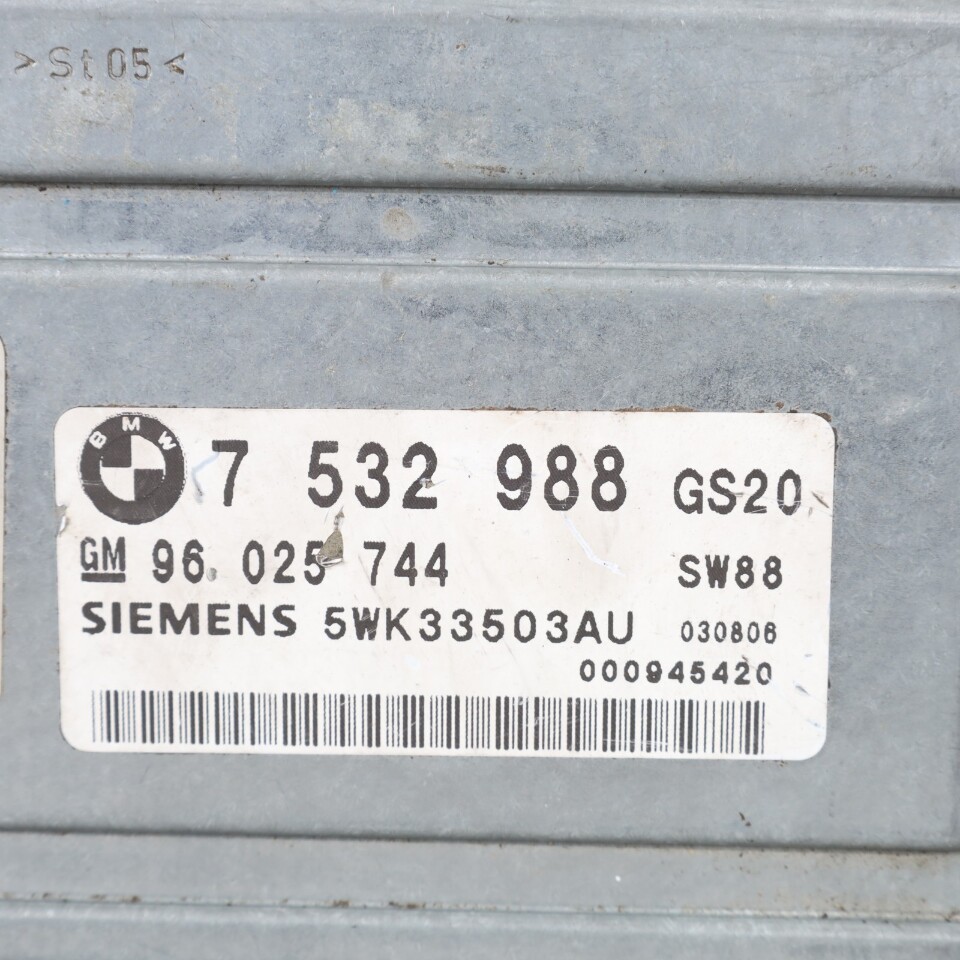 >St05<
BMW 7 532 988 GS20
GM 96 025 744 SW88
SIEMENS 5WK33503AU 030806
000945420